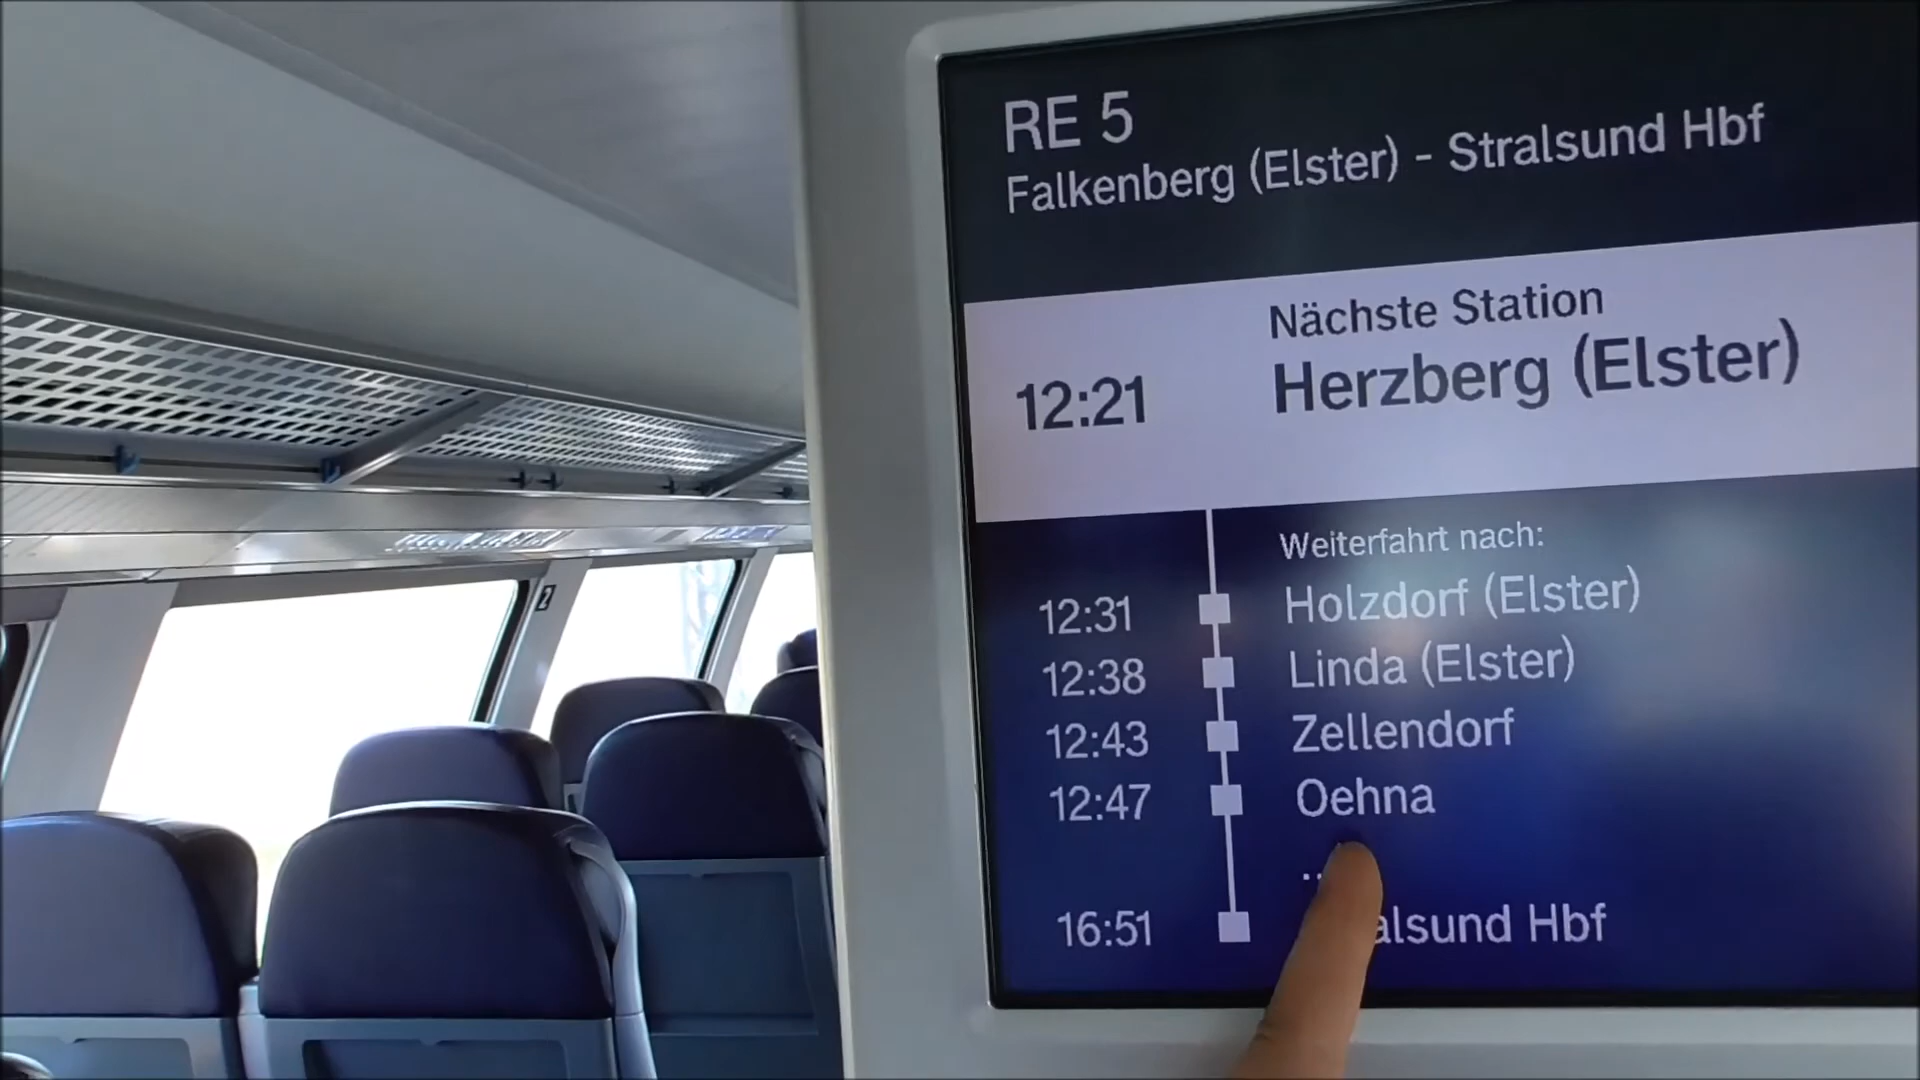 RE 5
Falkenberg (Elster) - Stralsund Hbf
Nächste Station
12:21 Herzberg (Elster)
Weiterfahrt nach:
12:31 Holzdorf (Elster)
12:38 Linda (Elster)
12:43 Zellendorf
12:47 Oehna
..
16:51 alsund Hbf
2